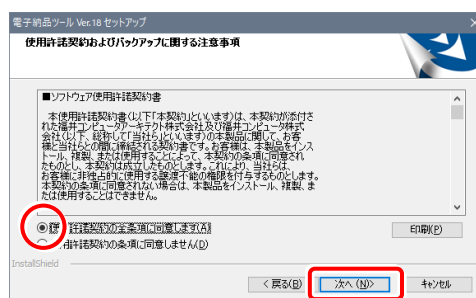 電子納品ツール Ver.18 セットアップ
使用許諾契約およびバックアップに関する注意事項
■ソフトウェア使用許諾契約書
本使用許諾契約書(以下「本契約」といいます)は、本契約が添付さ
れた福井コンピュータアーキテクト株式会社及び福井コンピュータ株式
会社(以下、総称して「当社ら」といいます)の本製品に関して、お客
様と当社らとの間に締結される契約書です。お客様は、本製品をインス
トール、複製、または使用することによって、本契約の条項に同意され
たものとし、本契約は成立したものとします。これにより、当社らは、
お客様に非独占的に使用する譲渡不能の権限を付与するものとします。
本契約の条項に同意されない場合は、本製品をインストール、複製、ま
たは使用することはできません。
使用許諾契約の全条項に同意します(A)
用許諾契約の条項に同意しません(D)
印刷(P)
InstallShield
< 戻る(B)
次へ (N)>
キャンセル